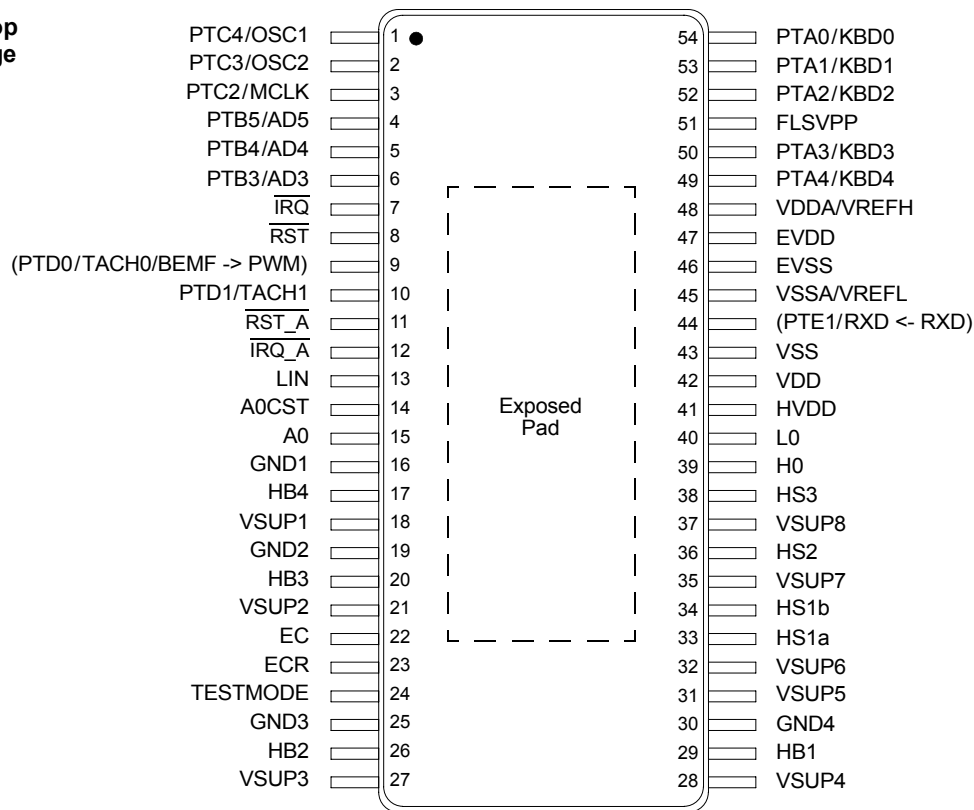 PTC4/OSC1 1 54 PTA0/KBD0
PTC3/OSC2 2 53 PTA1/KBD1
PTC2/MCLK 3 52 PTA2/KBD2
PTB5/AD5 4 51 FLSVPP
PTB4/AD4 5 50 PTA3/KBD3
PTB3/AD3 6 49 PTA4/KBD4
IRQ 7 48 VDDA/VREFH
RST 8 47 EVDD
(PTD0/TACH0/BEMF -> PWM) 9 46 EVSS
PTD1/TACH1 10 45 VSSA/VREFL
RST_A 11 44 (PTE1/RXD <- RXD)
IRQ_A 12 43 VSS
LIN 13 42 VDD
A0CST 14 41 HVDD
Exposed
Pad
A0 15 40 L0
GND1 16 39 H0
HB4 17 38 HS3
VSUP1 18 37 VSUP8
GND2 19 36 HS2
HB3 20 35 VSUP7
VSUP2 21 34 HS1b
EC 22 33 HS1a
ECR 23 32 VSUP6
TESTMODE 24 31 VSUP5
GND3 25 30 GND4
HB2 26 29 HB1
VSUP3 27 28 VSUP4